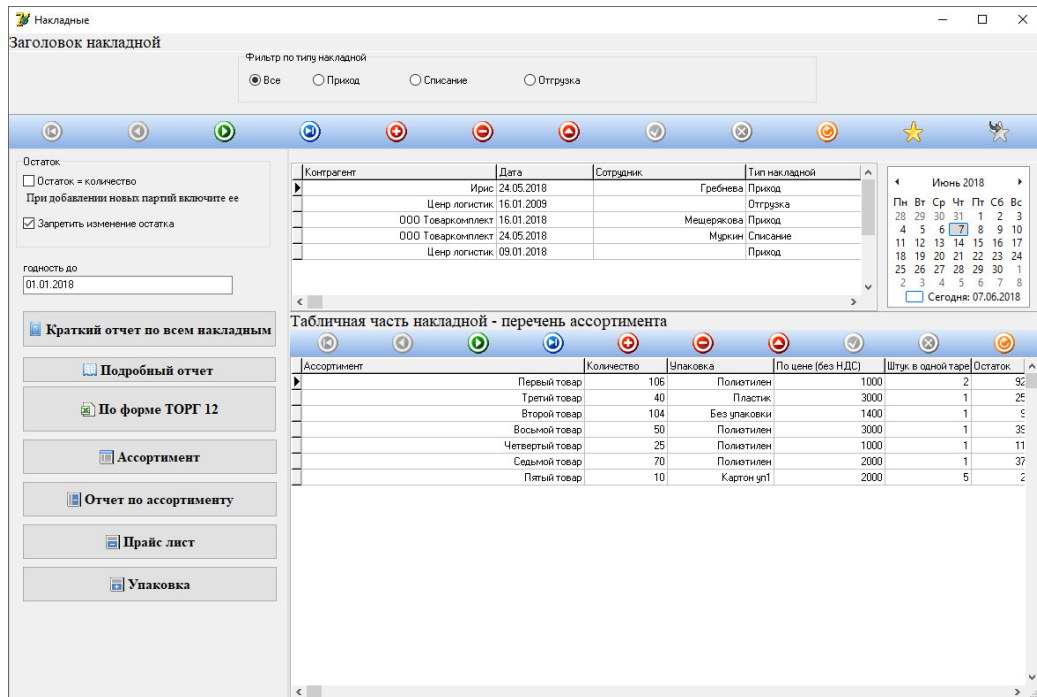 Накладные
Заголовок накладной
Фильтр по типу накладной
Все Приход Списание Отгрузка
Остаток
Остаток = количество
При добавлении новых партий включите ее
Запретить изменение остатка
годность до
01.01.2018
Краткий отчет по всем накладным
Подробный отчет
По форме ТОРГ 12
Ассортимент
Отчет по ассортименту
Прайс лист
Упаковка
Контрагент Дата Сотрудник Тип накладной
Ирис 24.05.2018 Гребнева Приход
Ценр логистик 16.01.2009 Отгрузка
ООО Товаркомплект 16.01.2018 Мещерякова Приход
ООО Товаркомплект 24.05.2018 Муркин Списание
Ценр логистик 09.01.2018 Приход
Июнь 2018
Пн Вт Ср Чт Пт Сб Вс
28 29 30 31 1 2 3
4 5 6 7 8 9 10
11 12 13 14 15 16 17
18 19 20 21 22 23 24
25 26 27 28 29 30 1
2 3 4 5 6 7 8
Сегодня: 07.06.2018
Табличная часть накладной - перечень ассортимента
Ассортимент Количество Упаковка По цене (без НДС) Штук в одной таре Остаток
Первый товар 106 Полиэтилен 1000 2 92
Третий товар 40 Пластик 3000 1 25
Второй товар 104 Без упаковки 1400 1 9
Восьмой товар 50 Полиэтилен 3000 1 39
Четвертый товар 25 Полиэтилен 1000 1 11
Седьмой товар 70 Полиэтилен 2000 1 37
Пятый товар 10 Картон уп1 2000 5 2